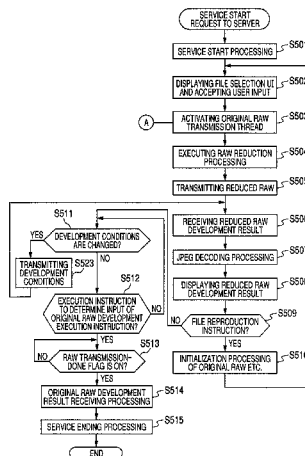 SERVICE START
REQUEST TO SERVER
SERVICE START PROCESSING
S501
DISPLAYING FILE SELECTION UI
AND ACCEPTING USER INPUT
S502
A
ACTIVATING ORIGINAL RAW
TRANSMISSION THREAD
S503
EXECUTING RAW REDUCTION
PROCESSING
S504
TRANSMITTING REDUCED RAW
S505
RECEIVING REDUCED RAW
DEVELOPMENT RESULT
S506
JPEG DECODING PROCESSING
S507
DISPLAYING REDUCED RAW
DEVELOPMENT RESULT
S508
FILE REPRODUCTION
INSTRUCTION?
S509
NO
YES
INITIALIZATION PROCESSING
OF ORIGINAL RAW ETC.
S516
S511
YES
DEVELOPMENT CONDITIONS
ARE CHANGED?
NO
TRANSMITTING
DEVELOPMENT
CONDITIONS
S523
S512
EXECUTION INSTRUCTION
TO DETERMINE INPUT OF
ORIGINAL RAW DEVELOPMENT
EXECUTION INSTRUCTION?
NO
YES
S513
NO
RAW TRANSMISSION-
DONE FLAG IS ON?
YES
ORIGINAL RAW DEVELOPMENT
RESULT RECEIVING PROCESSING
S514
SERVICE ENDING PROCESSING
S515
END